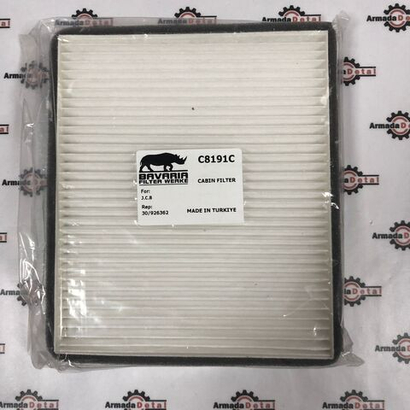 C8191C
BAVARIA
FILTER WERKE
CABIN FILTER
For:
J.C.B
Rep:
30/926362
MADE IN TURKIYE
ArmadaDetal